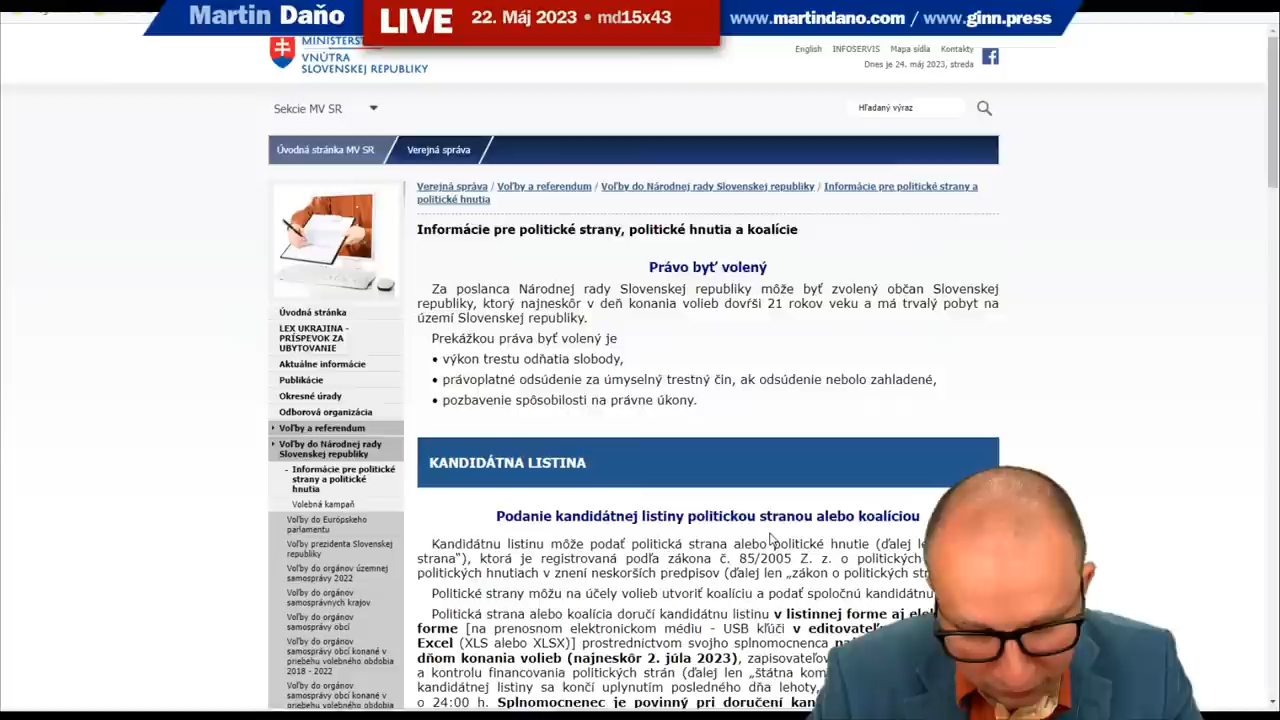 Martin Daňo
LIVE
22. Máj 2023 • md15x43
www.martindano.com / www.ginn.press
MINISTERS
VNÚTRA
SLOVENSKEJ REPUBLIKY
English INFOSERVIS Mapa sídla Kontakty
Dnes je 24. máj 2023, streda
Sekcie MV SR
Hľadaný výraz
Úvodná stránka MV SR
Verejná správa
Verejná správa / Voľby a referendum / Voľby do Národnej rady Slovenskej republiky / Informácie pre politické strany a
politické hnutia
Informácie pre politické strany, politické hnutia a koalície
Právo byť volený
Za poslanca Národnej rady Slovenskej republiky môže byť zvolený občan Slovenskej
republiky, ktorý najneskôr v deň konania volieb dovŕši 21 rokov veku a má trvalý pobyt na
území Slovenskej republiky.
Prekážkou práva byť volený je
• výkon trestu odňatia slobody,
• právoplatné odsúdenie za úmyselný trestný čin, ak odsúdenie nebolo zahladené,
• pozbavenie spôsobilosti na právne úkony.
KANDIDÁTNA LISTINA
Podanie kandidátnej listiny politickou stranou alebo koalíciou
Kandidátnu listinu môže podať politická strana alebo politické hnutie (ďalej le
strana"), ktorá je registrovaná podľa zákona č. 85/2005 Z. z. o politických
politických hnutiach v znení neskorších predpisov (ďalej len „zákon o politických str
Politické strany môžu na účely volieb utvoriť koalíciu a podať spoločnú kandidátnu
Politická strana alebo koalícia doručí kandidátnu listinu v listinnej forme aj elek
forme [na prenosnom elektronickom médiu - USB kľúči v editovateľ
Excel (XLS alebo XLSX)] prostredníctvom svojho splnomocnenca na
dňom konania volieb (najneskôr 2. júla 2023), zapisovateľov
a kontrolu financovania politických strán (ďalej len „štátna kom
kandidátnej listiny sa končí uplynutím posledného dňa lehoty,
o 24:00 h. Splnomocnenec je povinný pri doručení kan
Úvodná stránka
LEX UKRAJINA -
PRÍSPEVOK ZA
UBYTOVANIE
Aktuálne informácie
Publikácie
Okresné úrady
Odborová organizácia
Voľby a referendum
Voľby do Národnej rady
Slovenskej republiky
- Informácie pre politické
strany a politické
hnutia
Volebná kampaň
Voľby do Európskeho
parlamentu
Voľby prezidenta Slovenskej
republiky
Voľby do orgánov územnej
samosprávy 2022
Voľby do orgánov
samosprávnych krajov
Voľby do orgánov
samosprávy obcí
Voľby do orgánov
samosprávy obcí konané v
priebehu volebného obdobia
2018 - 2022
Voľby do orgánov
samosprávy obcí konané v
priebehu volebného obdobia